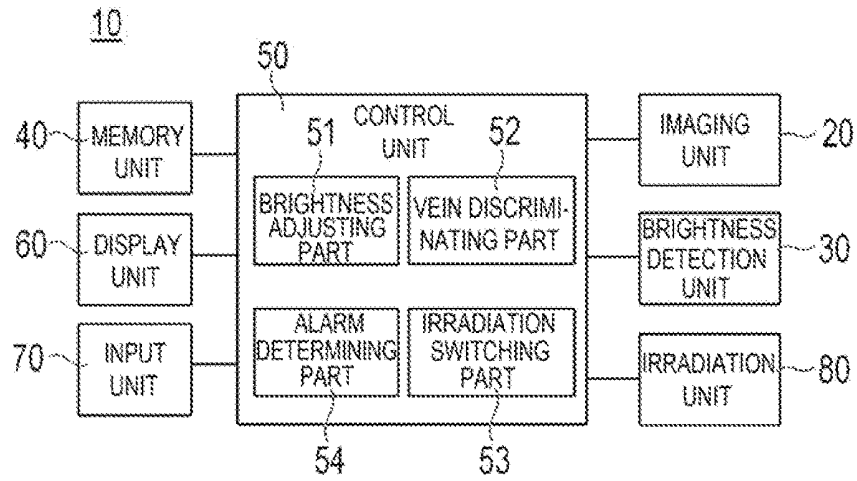 10
50
CONTROL
UNIT
40
MEMORY
UNIT
60
DISPLAY
UNIT
70
INPUT
UNIT
51
BRIGHTNESS
ADJUSTING
PART
52
VEIN DISCRIMI-
NATING PART
ALARM
DETERMINING
PART
54
IRRADIATION
SWITCHING
PART
53
IMAGING
UNIT
20
BRIGHTNESS
DETECTION
UNIT
30
IRRADIATION
UNIT
80